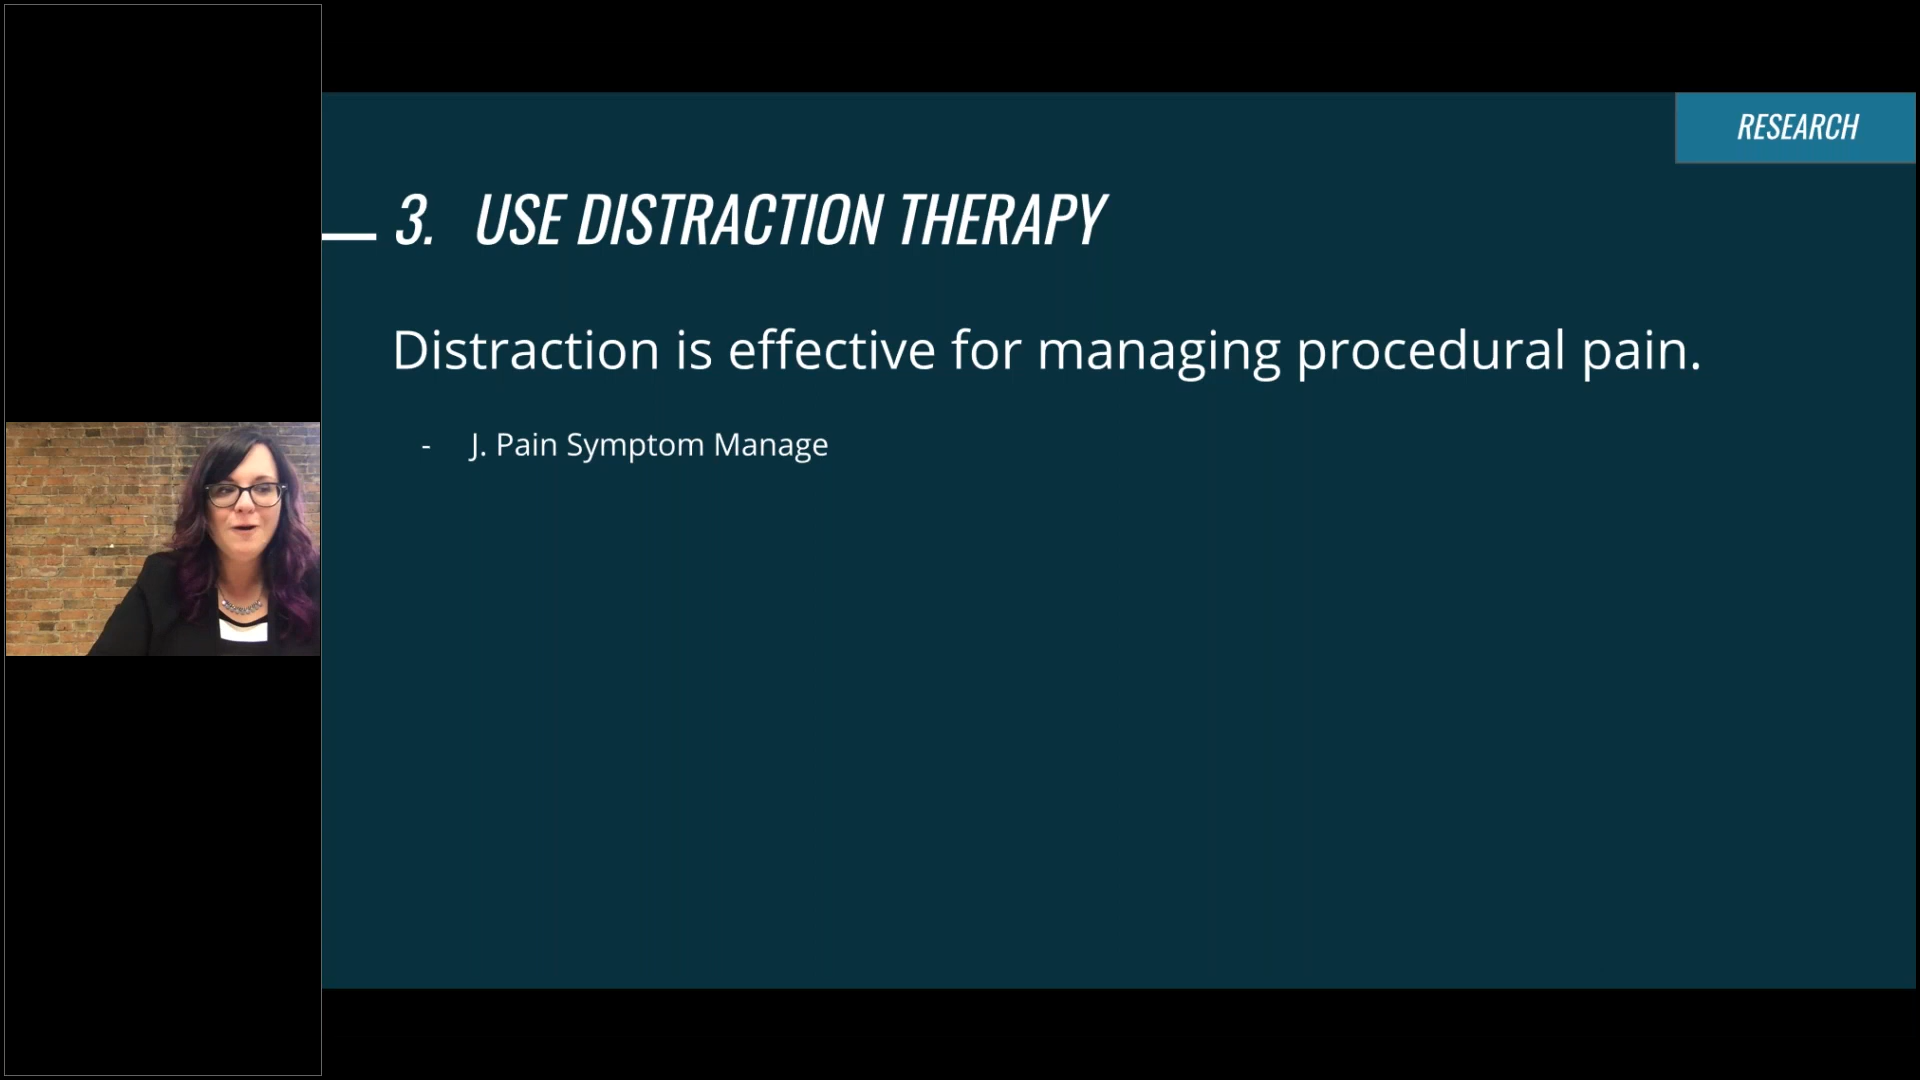 RESEARCH
3. USE DISTRACTION THERAPY
Distraction is effective for managing procedural pain.
- J. Pain Symptom Manage